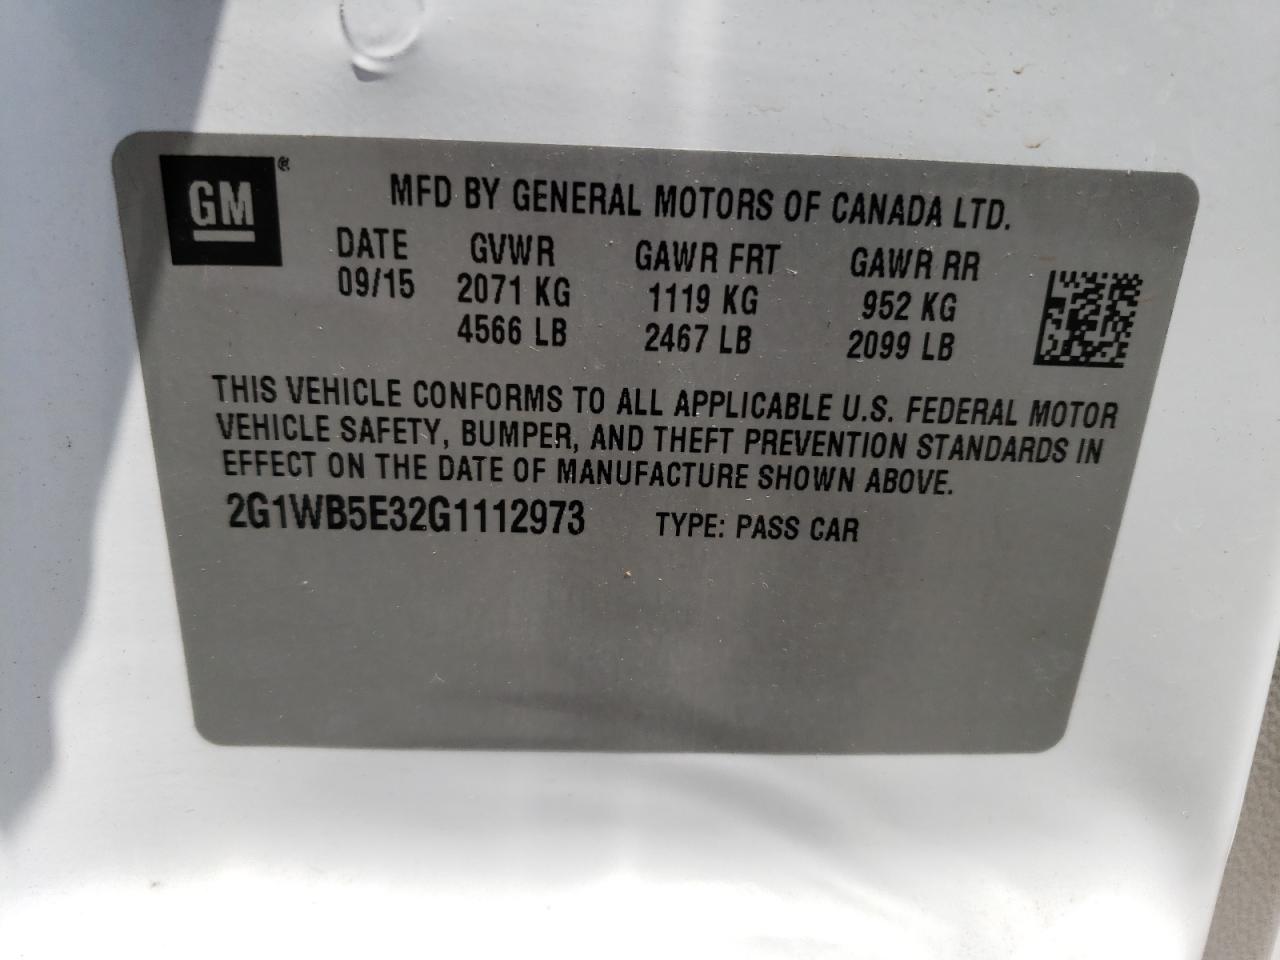 GM®
MFD BY GENERAL MOTORS OF CANADA LTD.
DATE GVWR GAWR FRT GAWR RR
09/15 2071 KG 1119 KG 952 KG
4566 LB 2467 LB 2099 LB
THIS VEHICLE CONFORMS TO ALL APPLICABLE U.S. FEDERAL MOTOR
VEHICLE SAFETY, BUMPER, AND THEFT PREVENTION STANDARDS IN
EFFECT ON THE DATE OF MANUFACTURE SHOWN ABOVE.
2G1WB5E32G1112973 TYPE: PASS CAR